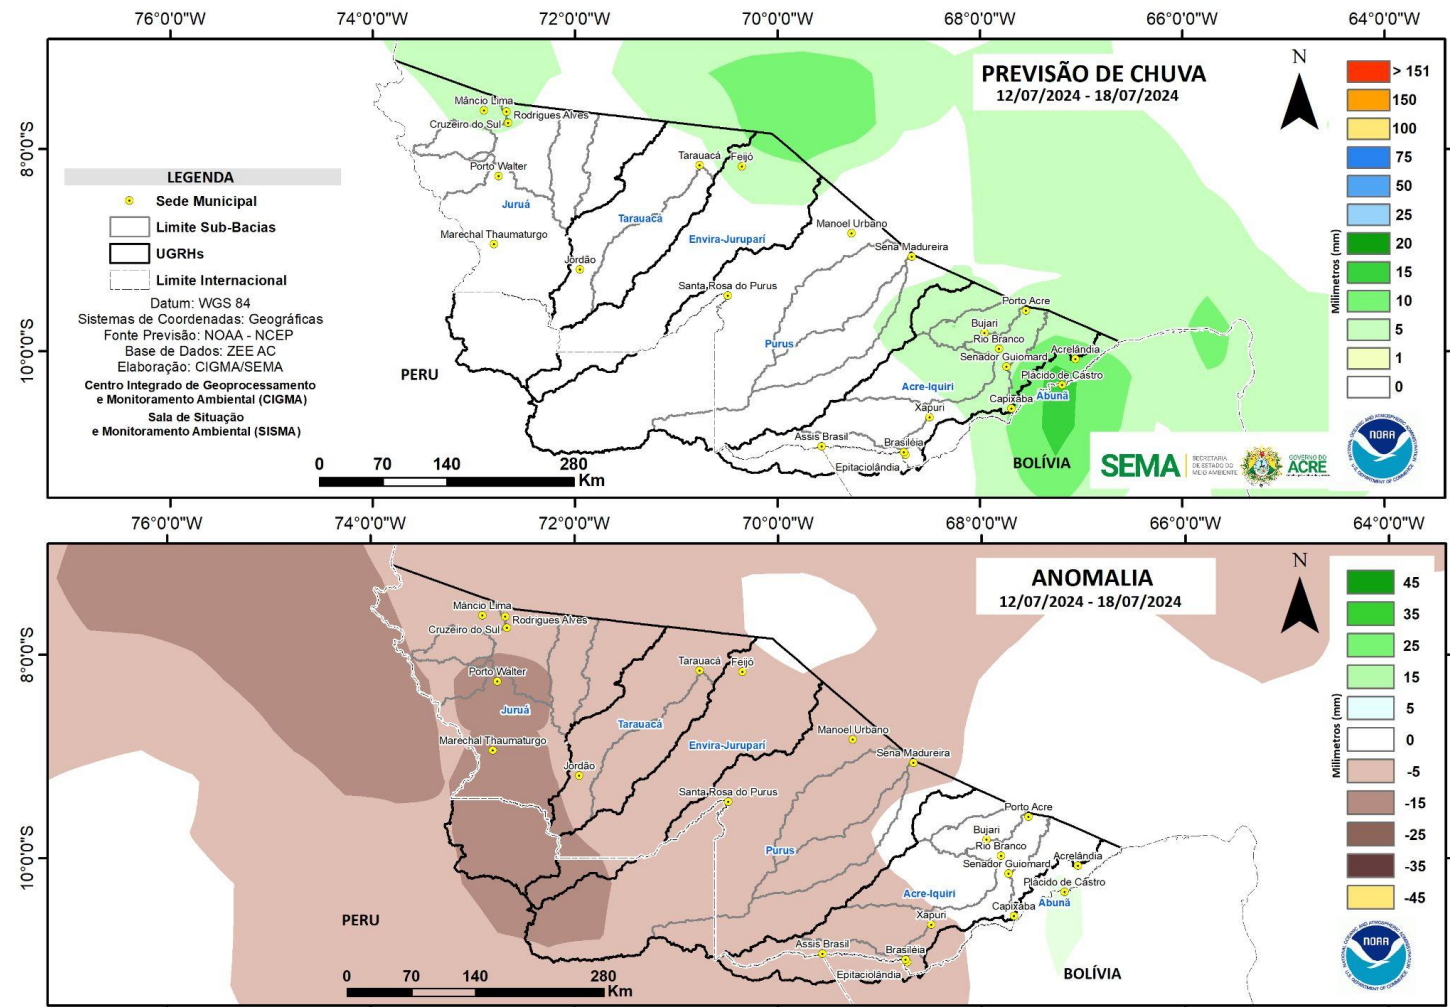 76°0'0"W 74°0'0"W 72°0'0"W 70°0'0"W 68°0'0"W 66°0'0"W 64°0'0"W
PREVISÃO DE CHUVA
12/07/2024 - 18/07/2024
N
> 151
150
100
75
50
25
20
15
10
5
1
0
Milímetros (mm)
8°0'0"S
10°0'0"S
LEGENDA
Sede Municipal
Limite Sub-Bacias
UGRHs
Limite Internacional
Datum: WGS 84
Sistemas de Coordenadas: Geográficas
Fonte Previsão: NOAA - NCEP
Base de Dados: ZEE AC
Elaboração: CIGMA/SEMA
Centro Integrado de Geoprocessamento
e Monitoramento Ambiental (CIGMA)
Sala de Situação
e Monitoramento Ambiental (SISMA)
Mâncio Lima
Rodrigues Alves
Cruzeiro do Sul
Porto Walter
Juruá
Marechal Thaumaturgo
Jordão
Tarauacá
Feijó
Tarauacá
Envira-Jurupari
Manoel Urbano
Sena Madureira
Santa Rosa do Purus
Purus
Porto Acre
Bujari
Rio Branco
Senador Guiomard
Acrelândia
Plácido de Castro
Abunã
Acre-Iquiri
Capixaba
Xapuri
Assis Brasil
Brasiléia
Epitaciolândia
PERU
BOLÍVIA
0 70 140 280
Km
SEMA
SECRETARIA
DE ESTADO DO
MEIO AMBIENTE
GOVERNO DO
ACRE
NOAA
76°0'0"W 74°0'0"W 72°0'0"W 70°0'0"W 68°0'0"W 66°0'0"W 64°0'0"W
ANOMALIA
12/07/2024 - 18/07/2024
N
45
35
25
15
5
0
-5
-15
-25
-35
-45
Milímetros (mm)
8°0'0"S
10°0'0"S
Mâncio Lima
Rodrigues Alves
Cruzeiro do Sul
Porto Walter
Juruá
Marechal Thaumaturgo
Jordão
Tarauacá
Feijó
Tarauacá
Envira-Jurupari
Manoel Urbano
Sena Madureira
Santa Rosa do Purus
Purus
Porto Acre
Bujari
Rio Branco
Senador Guiomard
Acrelândia
Plácido de Castro
Abunã
Acre-Iquiri
Capixaba
Xapuri
Assis Brasil
Brasiléia
Epitaciolândia
PERU
BOLÍVIA
0 70 140 280
Km
NOAA